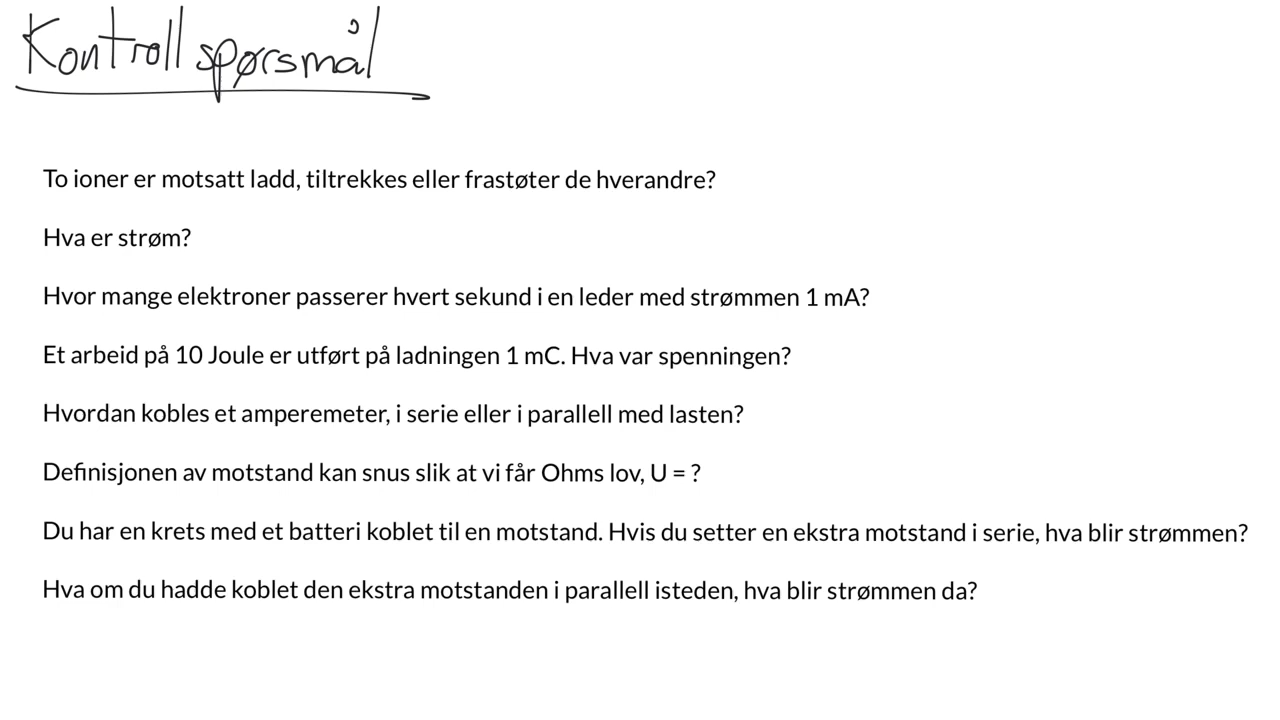 Kontrollspørsmål
To ioner er motsatt ladd, tiltrekkes eller frastøter de hverandre?
Hva er strøm?
Hvor mange elektroner passerer hvert sekund i en leder med strømmen 1 mA?
Et arbeid på 10 Joule er utført på ladningen 1 mC. Hva var spenningen?
Hvordan kobles et amperemeter, i serie eller i parallell med lasten?
Definisjonen av motstand kan snus slik at vi får Ohms lov, U = ?
Du har en krets med et batteri koblet til en motstand. Hvis du setter en ekstra motstand i serie, hva blir strømmen?
Hva om du hadde koblet den ekstra motstanden i parallell isteden, hva blir strømmen da?